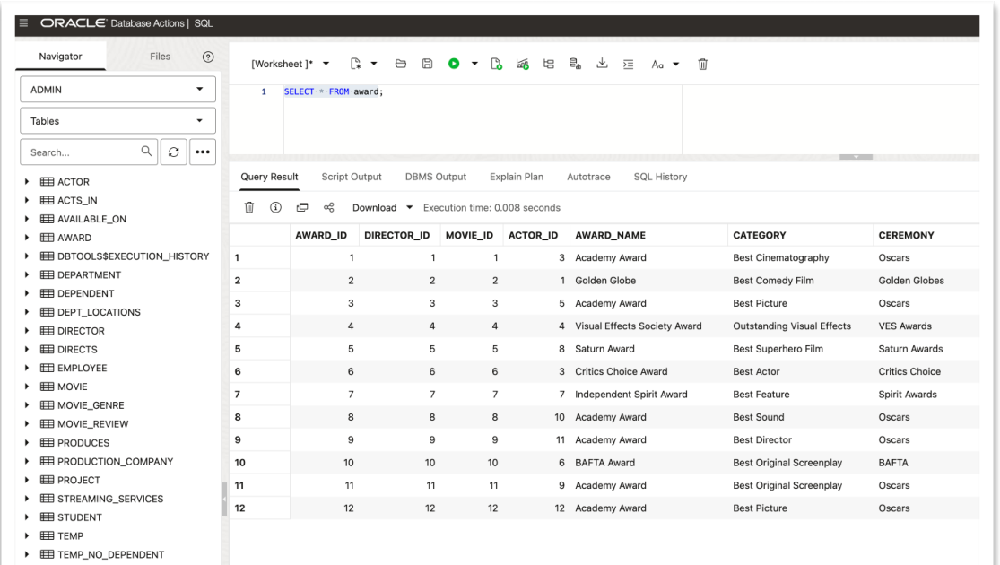 ORACLE Database Actions | SQL
Navigator Files
ADMIN
Tables
Search...
ACTOR
ACTS_IN
AVAILABLE_ON
AWARD
DBTOOLS$EXECUTION_HISTORY
DEPARTMENT
DEPENDENT
DEPT_LOCATIONS
DIRECTOR
DIRECTS
EMPLOYEE
MOVIE
MOVIE_GENRE
MOVIE_REVIEW
PRODUCES
PRODUCTION_COMPANY
PROJECT
STREAMING_SERVICES
STUDENT
TEMP
TEMP_NO_DEPENDENT
[Worksheet ]* Aa
1 SELECT * FROM award;
Query Result Script Output DBMS Output Explain Plan Autotrace SQL History
Download Execution time: 0.008 seconds
AWARD_ID DIRECTOR_ID MOVIE_ID ACTOR_ID AWARD_NAME CATEGORY CEREMONY
1 1 1 1 3 Academy Award Best Cinematography Oscars
2 2 2 2 1 Golden Globe Best Comedy Film Golden Globes
3 3 3 3 5 Academy Award Best Picture Oscars
4 4 4 4 4 Visual Effects Society Award Outstanding Visual Effects VES Awards
5 5 5 5 8 Saturn Award Best Superhero Film Saturn Awards
6 6 6 6 3 Critics Choice Award Best Actor Critics Choice
7 7 7 7 7 Independent Spirit Award Best Feature Spirit Awards
8 8 8 8 10 Academy Award Best Sound Oscars
9 9 9 9 11 Academy Award Best Director Oscars
10 10 10 10 6 BAFTA Award Best Original Screenplay BAFTA
11 11 11 11 9 Academy Award Best Original Screenplay Oscars
12 12 12 12 12 Academy Award Best Picture Oscars